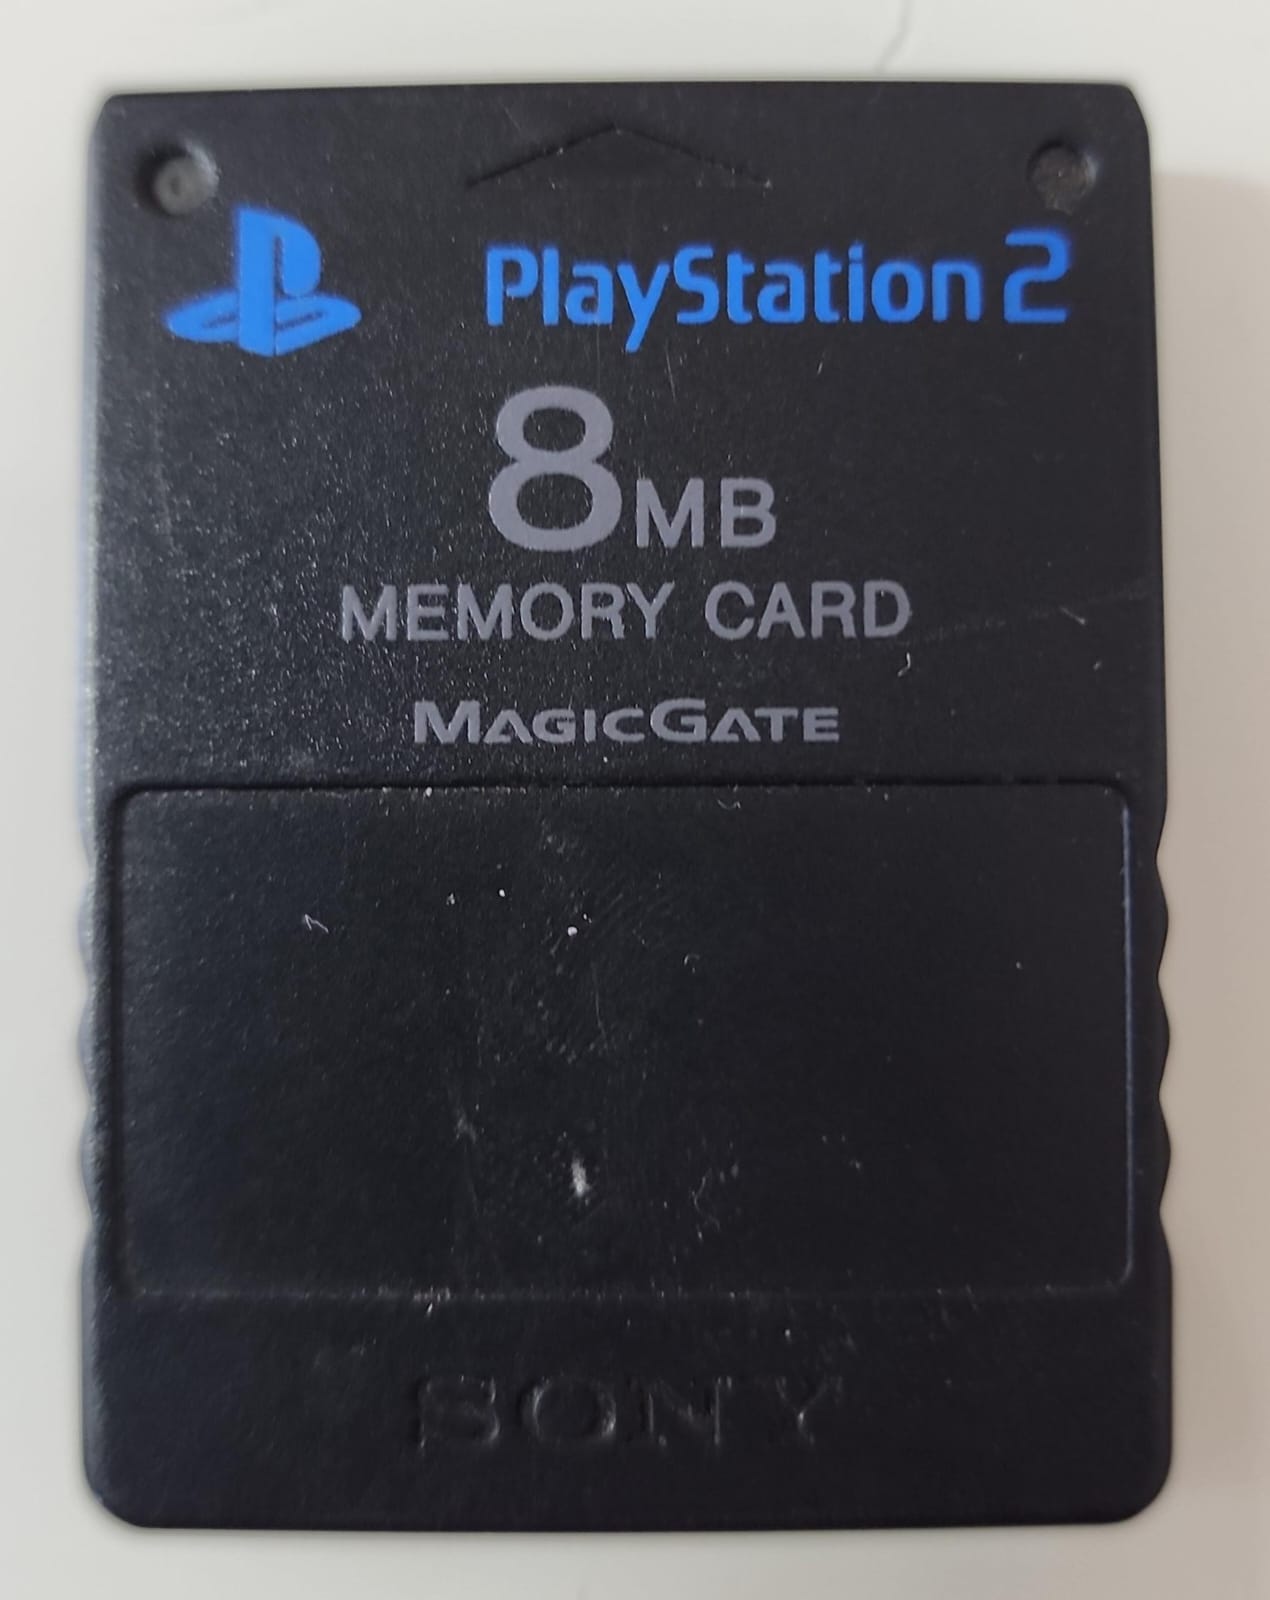 PlayStation 2
8MB
MEMORY CARD
MAGICGATE
SONY